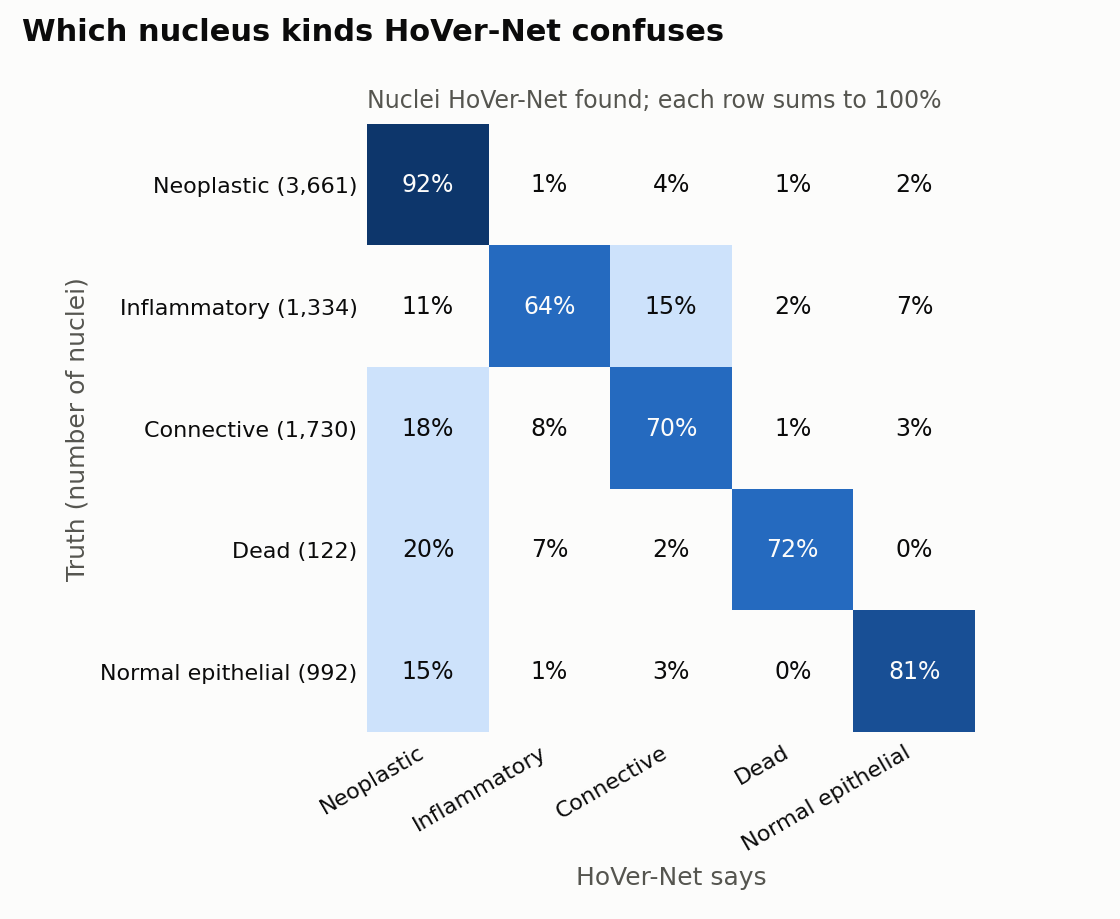 Which nucleus kinds HoVer-Net confuses
Nuclei HoVer-Net found; each row sums to 100%
Truth (number of nuclei)
Neoplastic (3,661) 92% 1% 4% 1% 2%
Inflammatory (1,334) 11% 64% 15% 2% 7%
Connective (1,730) 18% 8% 70% 1% 3%
Dead (122) 20% 7% 2% 72% 0%
Normal epithelial (992) 15% 1% 3% 0% 81%
Neoplastic Inflammatory Connective Dead Normal epithelial
HoVer-Net says